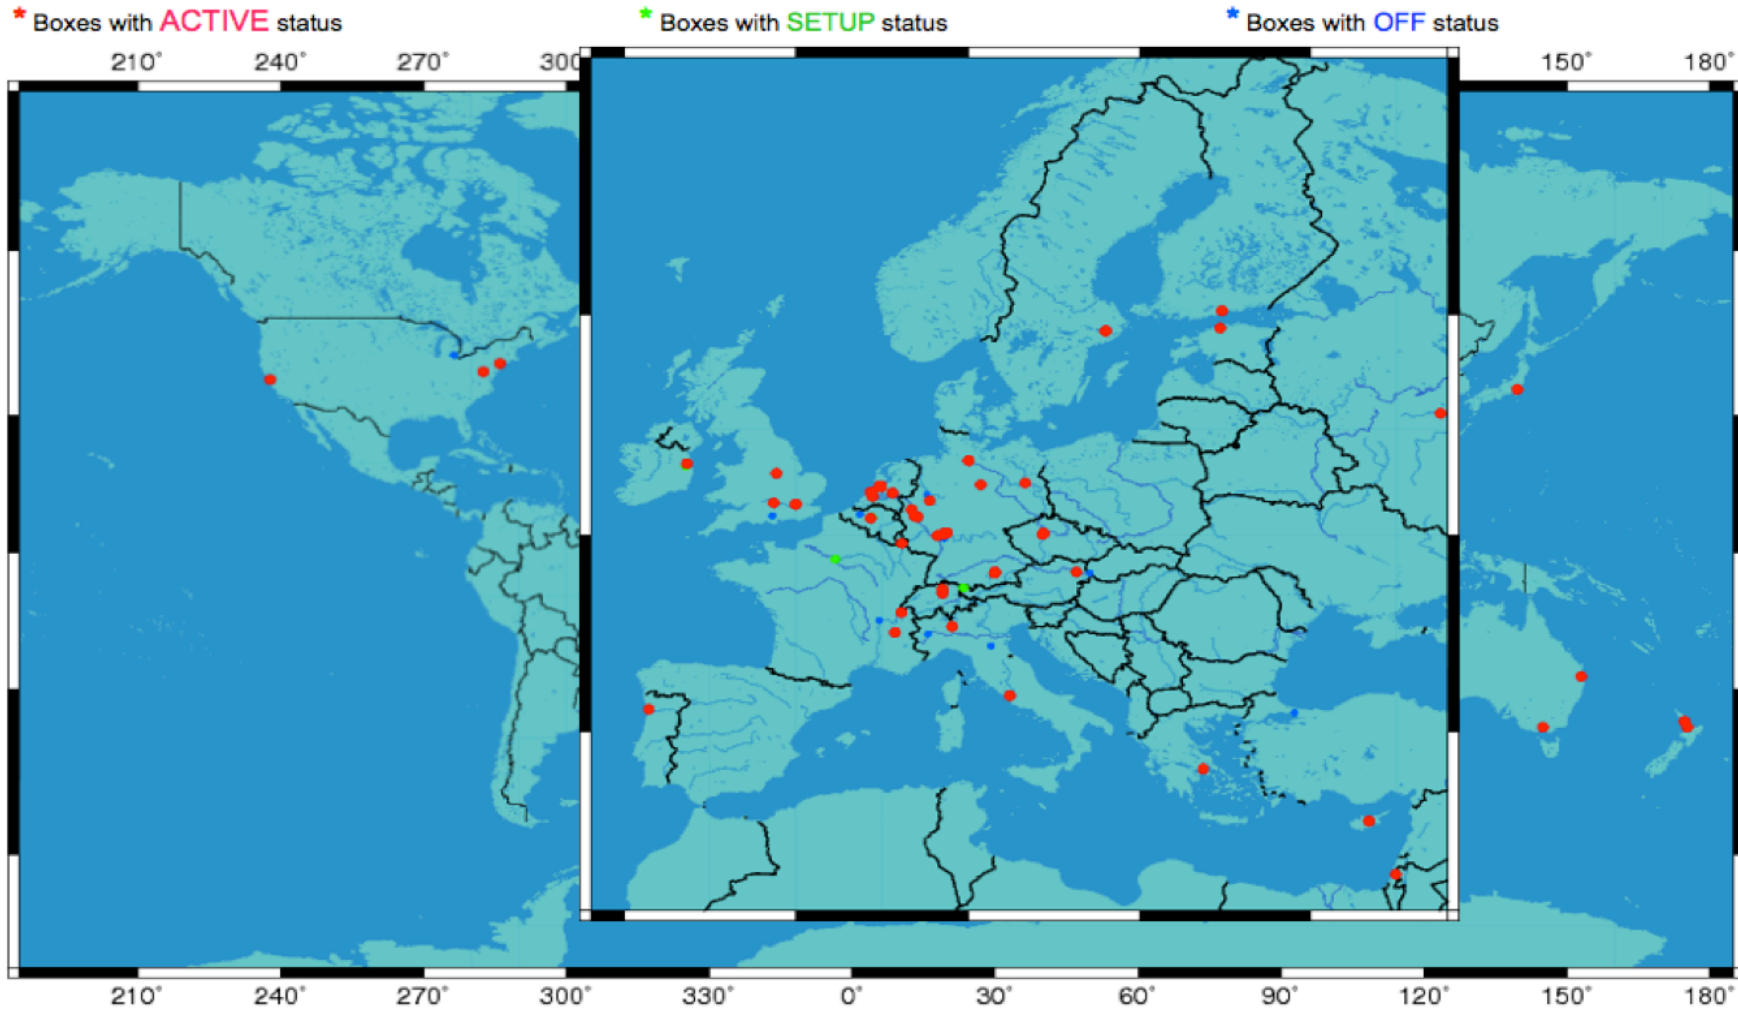 * Boxes with ACTIVE status * Boxes with SETUP status * Boxes with OFF status
210° 240° 270° 300 150° 180°
210° 240° 270° 300° 330° 0° 30° 60° 90° 120° 150° 180°